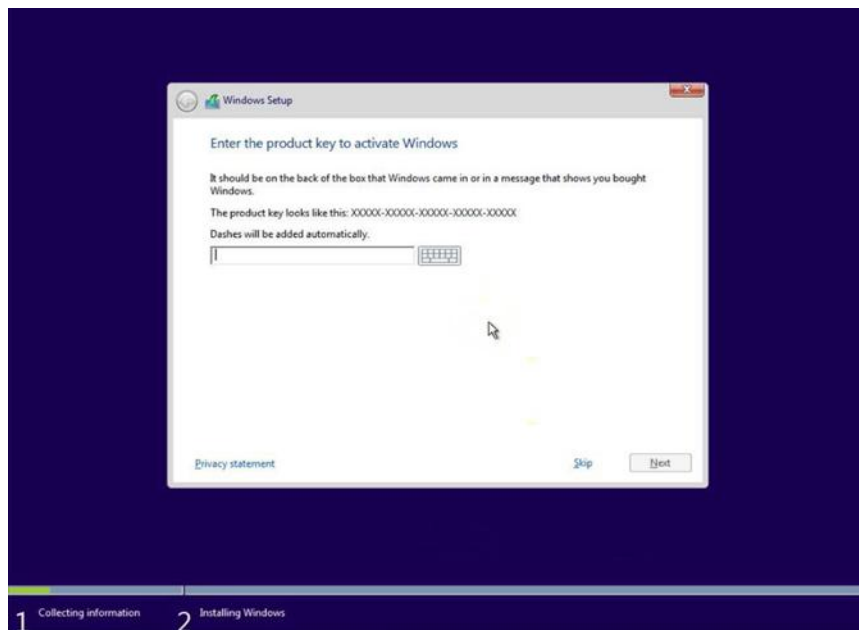 Windows Setup
Enter the product key to activate Windows
It should be on the back of the box that Windows came in or in a message that shows you bought
Windows.
The product key looks like this: XXXXX-XXXXX-XXXXX-XXXXX-XXXXX
Dashes will be added automatically.
Privacy statement
Skip
Next
1 Collecting information
2 Installing Windows